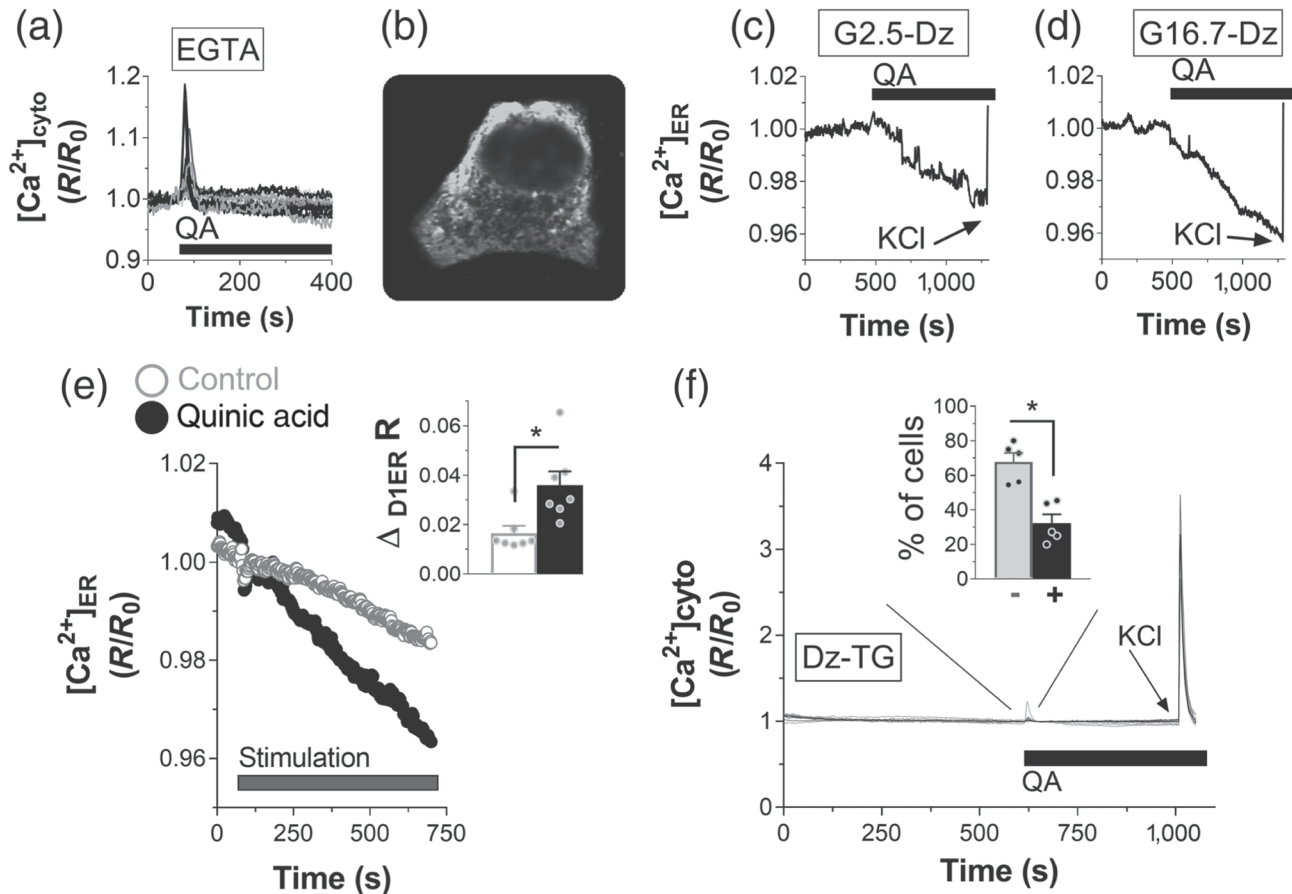 (a)
EGTA
[Ca²⁺]cyto
(R/R₀)
1.2
1.1
1.0
0.9
QA
0
200
400
Time (s)
(b)
(c)
G2.5-Dz
QA
[Ca²⁺]ER
(R/R₀)
1.02
1.00
0.98
0.96
KCl
0
500
1,000
Time (s)
(d)
G16.7-Dz
QA
1.02
1.00
0.98
0.96
KCl
0
500
1,000
Time (s)
(e)
Control
Quinic acid
[Ca²⁺]ER
(R/R₀)
1.02
1.00
0.98
0.96
Stimulation
0
250
500
750
Time (s)
Δ D1ER R
0.06
0.04
0.02
0.00
*
(f)
% of cells
100
80
60
40
20
0
*
-
+
[Ca²⁺]cyto
(R/R₀)
4
3
2
1
0
Dz-TG
KCl
QA
0
250
500
750
1,000
Time (s)